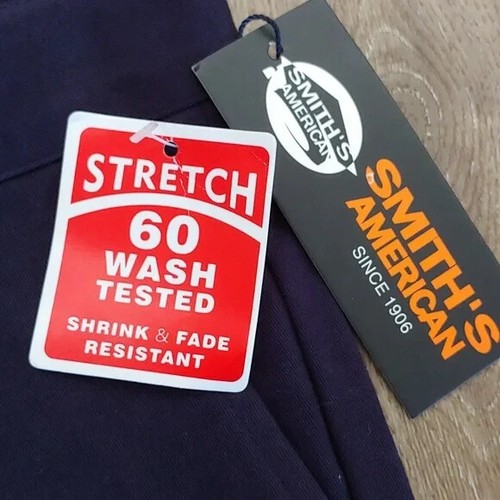 STRETCH
60
WASH
TESTED
SHRINK & FADE
RESISTANT
SMITH'S
AMERICAN
SMITH'S
AMERICAN
SINCE 1906